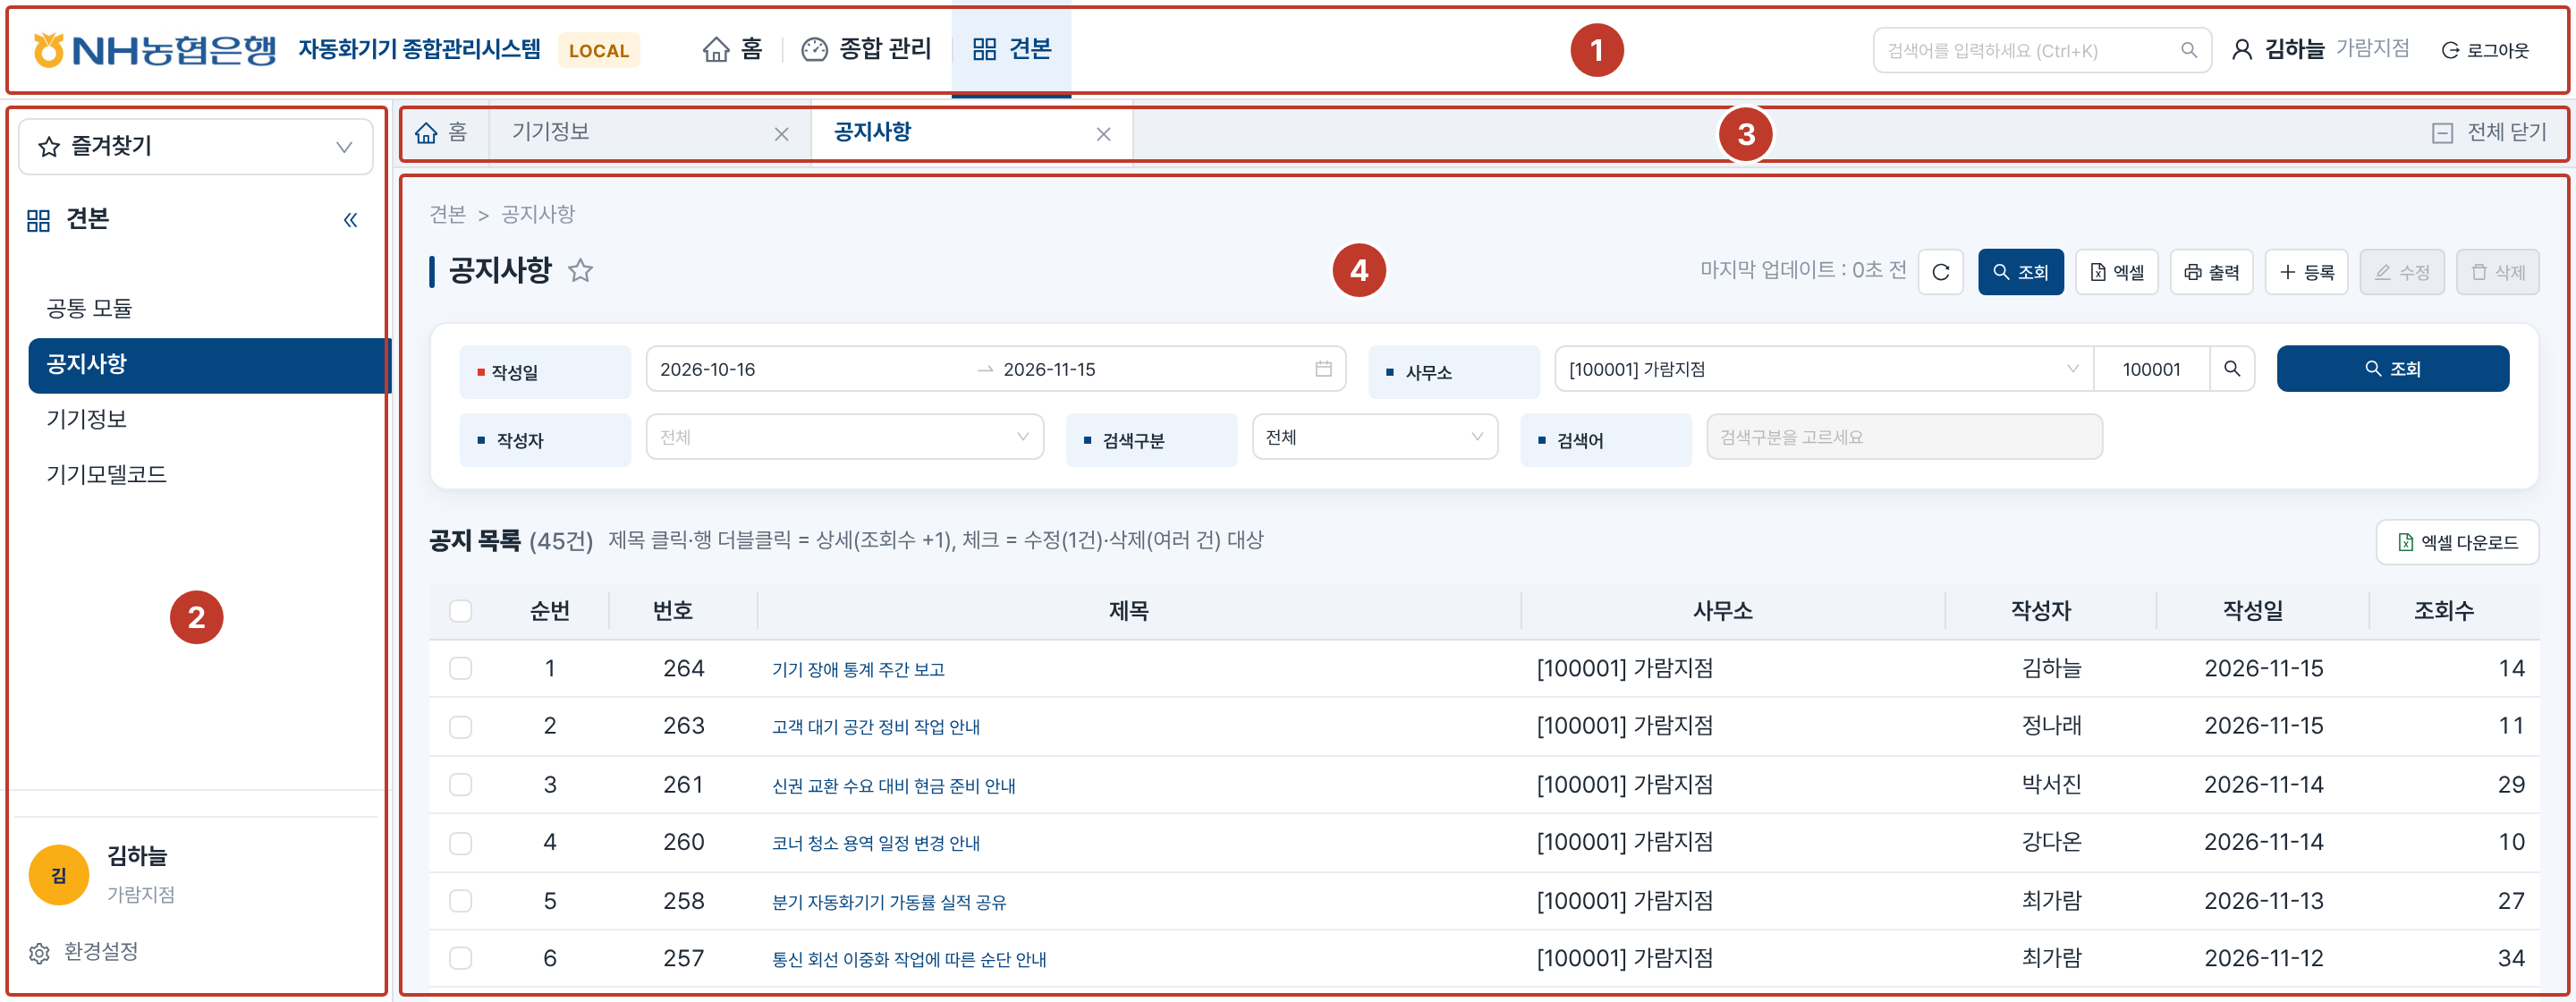 NH농협은행 자동화기기 종합관리시스템 LOCAL 홈 종합 관리 견본 1 검색어를 입력하세요 (Ctrl+K) 김하늘 가람지점 로그아웃
즐겨찾기
견본
공통 모듈
공지사항
기기정보
기기모델코드
2
김 김하늘
가람지점
환경설정
홈 기기정보 공지사항 3 전체 닫기
견본 > 공지사항
공지사항 4 마지막 업데이트 : 0초 전 조회 엑셀 출력 등록 수정 삭제
작성일 2026-10-16 2026-11-15 사무소 [100001] 가람지점 100001 조회
작성자 전체 검색구분 전체 검색어 검색구분을 고르세요
공지 목록 (45건) 제목 클릭·행 더블클릭 = 상세(조회수 +1), 체크 = 수정(1건)·삭제(여러 건) 대상 엑셀 다운로드
순번 번호 제목 사무소 작성자 작성일 조회수
1 264 기기 장애 통계 주간 보고 [100001] 가람지점 김하늘 2026-11-15 14
2 263 고객 대기 공간 정비 작업 안내 [100001] 가람지점 정나래 2026-11-15 11
3 261 신권 교환 수요 대비 현금 준비 안내 [100001] 가람지점 박서진 2026-11-14 29
4 260 코너 청소 용역 일정 변경 안내 [100001] 가람지점 강다온 2026-11-14 10
5 258 분기 자동화기기 가동률 실적 공유 [100001] 가람지점 최가람 2026-11-13 27
6 257 통신 회선 이중화 작업에 따른 순단 안내 [100001] 가람지점 최가람 2026-11-12 34